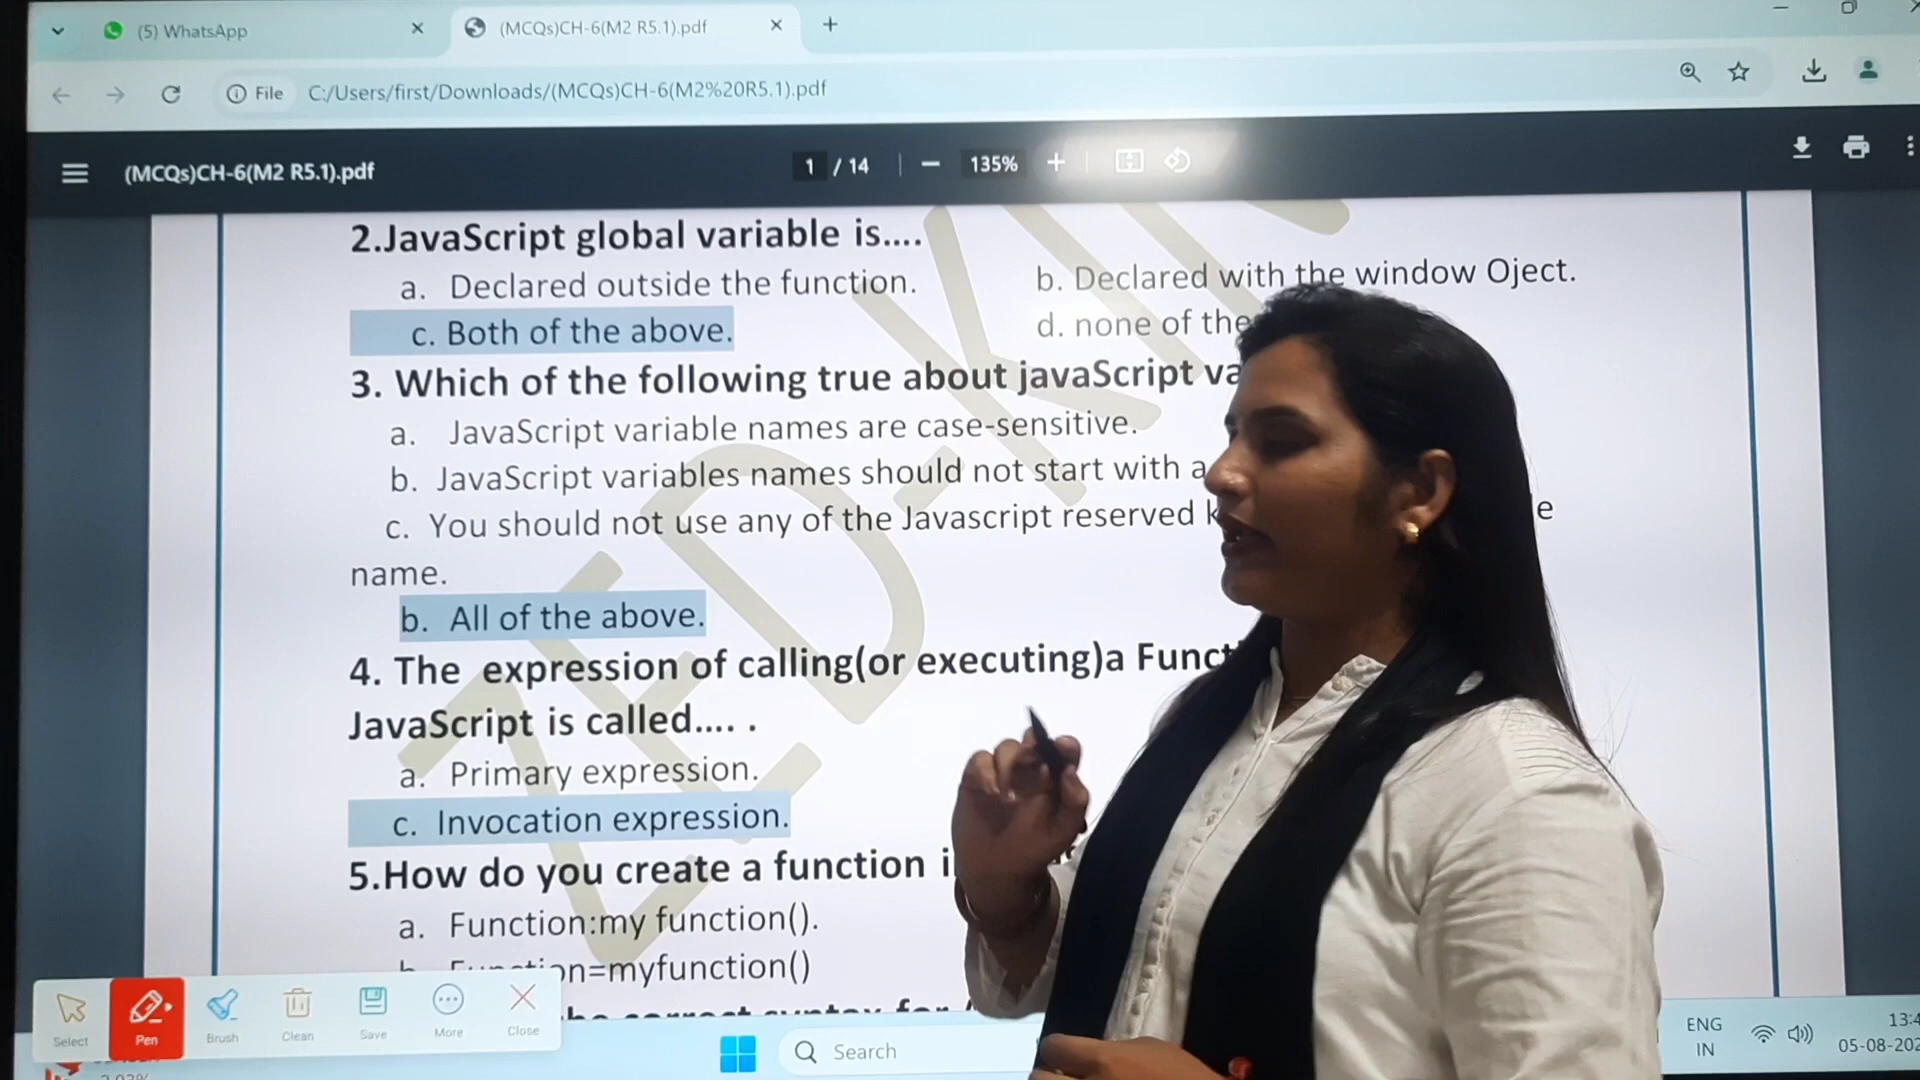 (5) WhatsApp
(MCQs)CH-6(M2 R5.1).pdf
File C:/Users/first/Downloads/(MCQs)CH-6(M2%20R5.1).pdf
(MCQs)CH-6(M2 R5.1).pdf
1 / 14
135%
2.JavaScript global variable is....
a. Declared outside the function.
b. Declared with the window Oject.
c. Both of the above.
d. none of the
3. Which of the following true about javaScript
a. JavaScript variable names are case-sensitive.
b. JavaScript variables names should not start with a
c. You should not use any of the Javascript reserved
name.
b. All of the above.
4. The expression of calling(or executing)a
JavaScript is called.... .
a. Primary expression.
c. Invocation expression.
5.How do you create a function
a. Function:my function().
=myfunction()
correct syntax for
Select
Pen
Brush
Clean
Save
More
Close
Search
ENG
IN
ZED-KI